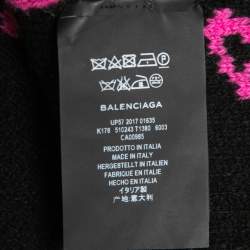 BALENCIAGA
UP57 2017 01635
K176 510243 T1380 6003
CA00985
PRODOTTO IN ITALIA
MADE IN ITALY
HERGESTELLT IN ITALIEN
FABRIQUE EN ITALIE
HECHO EN ITALIA
イタリア製
产地:意大利